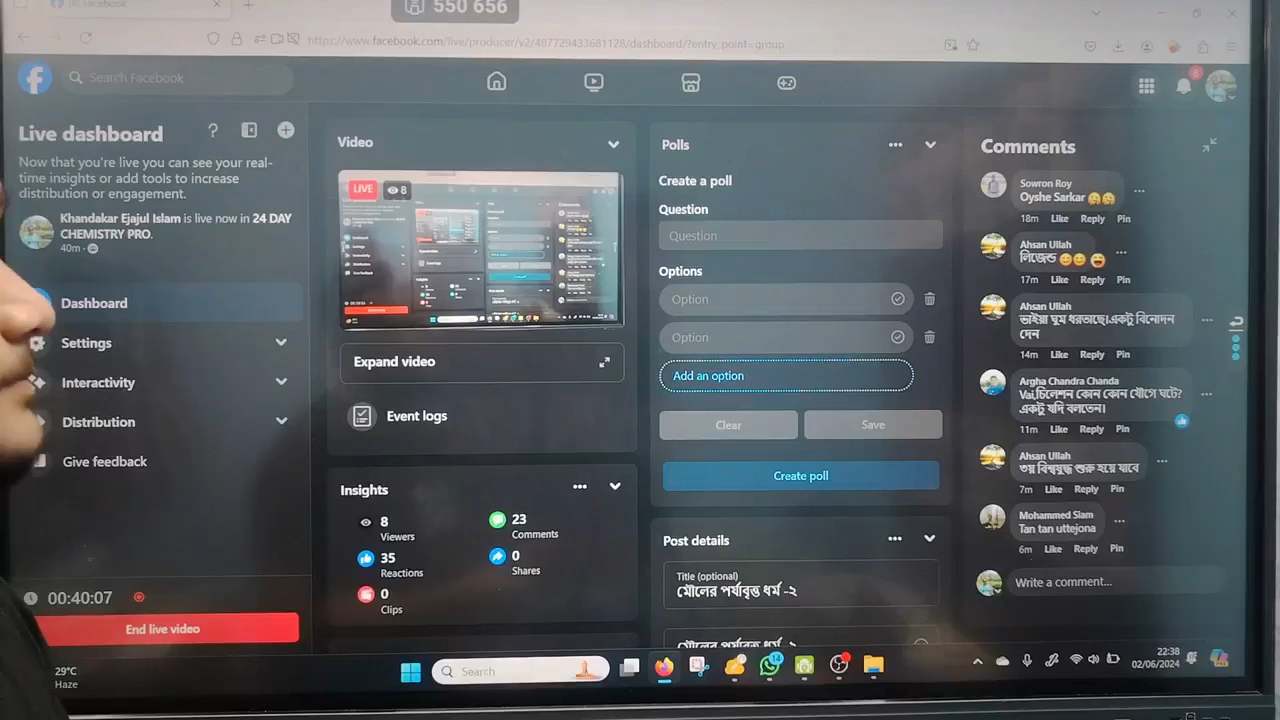 550 656
https://www.facebook.com/live/producer/v2/487729433681128/dashboard/?entry_point=group
Search Facebook
6
Live dashboard
Now that you're live you can see your real-
time insights or add tools to increase
distribution or engagement.
Khandakar Ejajul Islam is live now in 24 DAY
CHEMISTRY PRO.
40m
Dashboard
Settings
Interactivity
Distribution
Give feedback
00:40:07
End live video
Video
LIVE
8
Expand video
Event logs
Insights
8
Viewers
23
Comments
35
Reactions
0
Shares
0
Clips
Polls
Create a poll
Question
Question
Options
Option
Option
Add an option
Clear
Save
Create poll
Post details
Title (optional)
মৌলের পর্যাবৃত্ত ধর্ম -২
মৌলের পর্যাবৃত্ত ধর্ম -২
Comments
Sowron Roy
Oyshe Sarkar
18m Like Reply Pin
Ahsan Ullah
লিজেন্ড
17m Like Reply Pin
Ahsan Ullah
ভাইয়া ঘুম ধরতাছে।একটু বিনোদন
দেন
14m Like Reply Pin
Argha Chandra Chanda
Vai,চিলেশন কোন কোন যৌগে ঘটে?
একটু যদি বলতেন।
11m Like Reply Pin
Ahsan Ullah
৩য় বিশ্বযুদ্ধ শুরু হয়ে যাবে
7m Like Reply Pin
Mohammed Siam
Tan tan uttejona
6m Like Reply Pin
Write a comment...
29°C
Haze
Search
14
22:38
02/06/2024